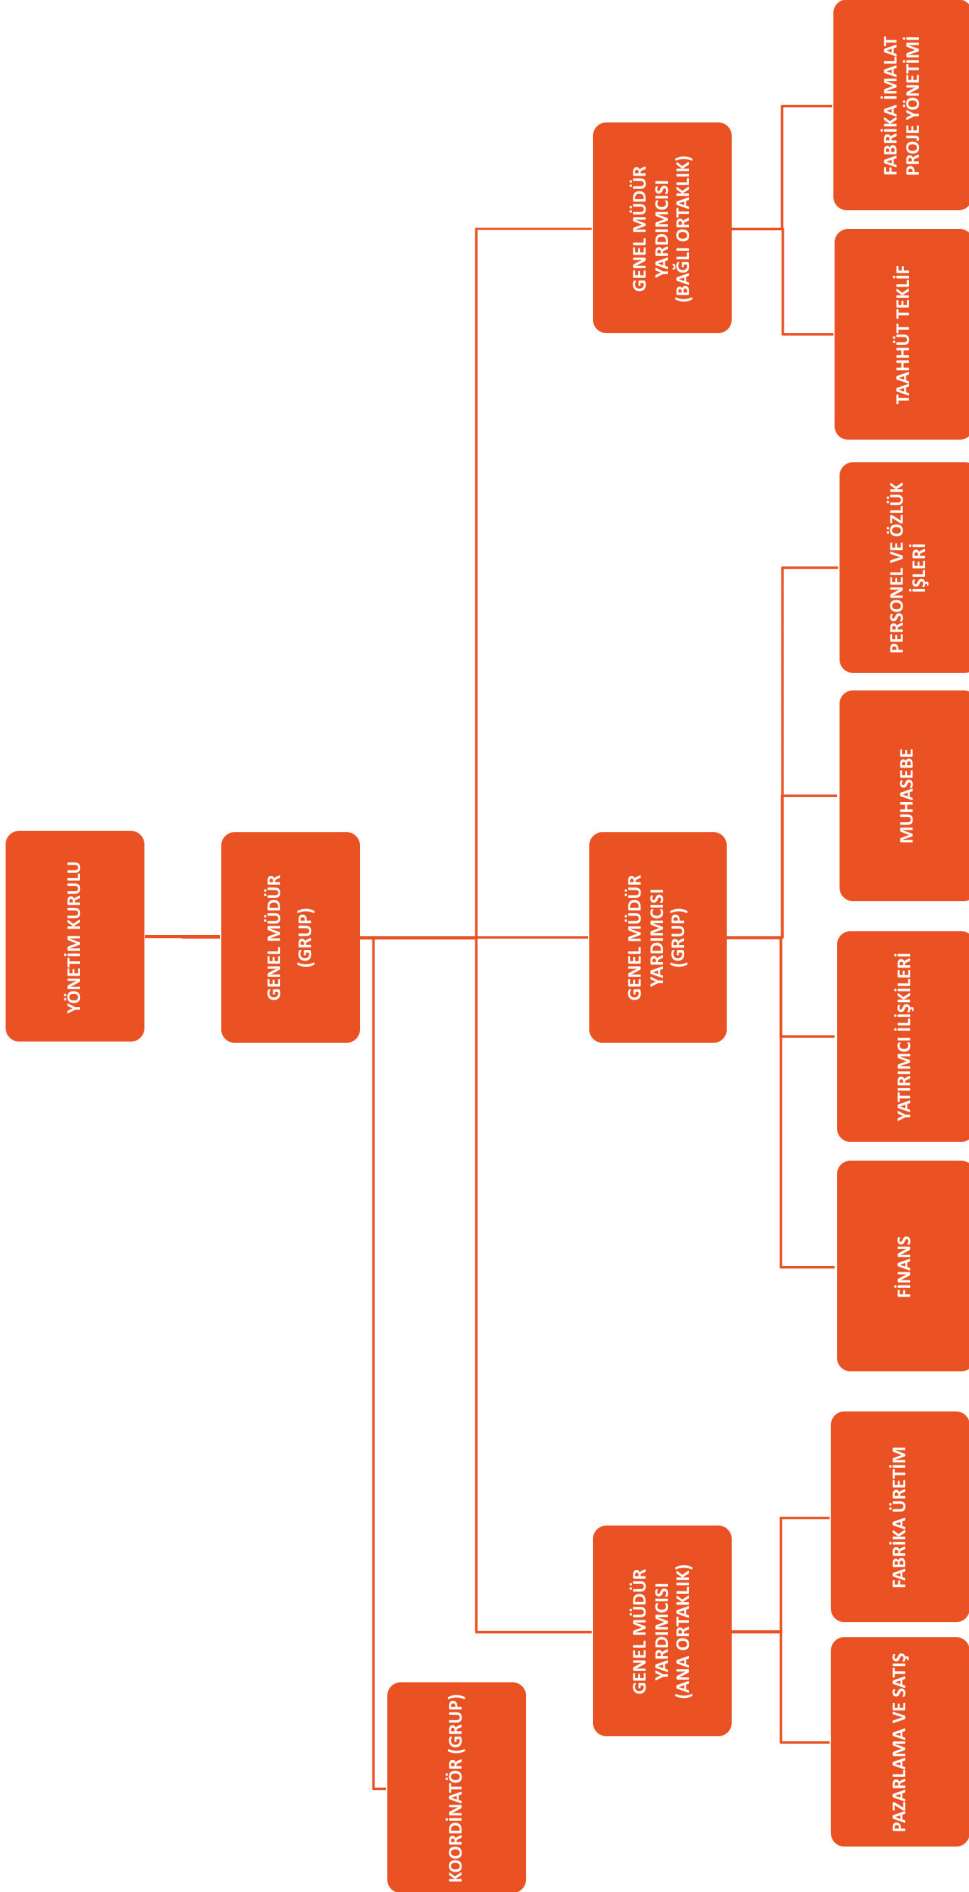 YÖNETİM KURULU
GENEL MÜDÜR
(GRUP)
KOORDİNATÖR (GRUP)
GENEL MÜDÜR
YARDIMCISI
(ANA ORTAKLIK)
GENEL MÜDÜR
YARDIMCISI
(GRUP)
GENEL MÜDÜR
YARDIMCISI
(BAĞLI ORTAKLIK)
PAZARLAMA VE SATIŞ
FABRİKA ÜRETİM
FİNANS
YATIRIMCI İLİŞKİLERİ
MUHASEBE
PERSONEL VE ÖZLÜK
İŞLERİ
TAAHHÜT TEKLİF
FABRİKA İMALAT
PROJE YÖNETİMİ